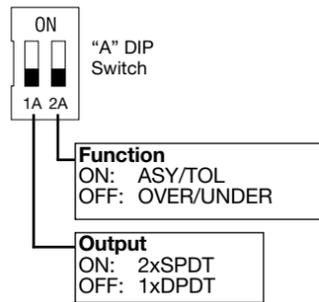 ON
“A” DIP
Switch
1A 2A
Function
ON: ASY/TOL
OFF: OVER/UNDER
Output
ON: 2xSPDT
OFF: 1xDPDT